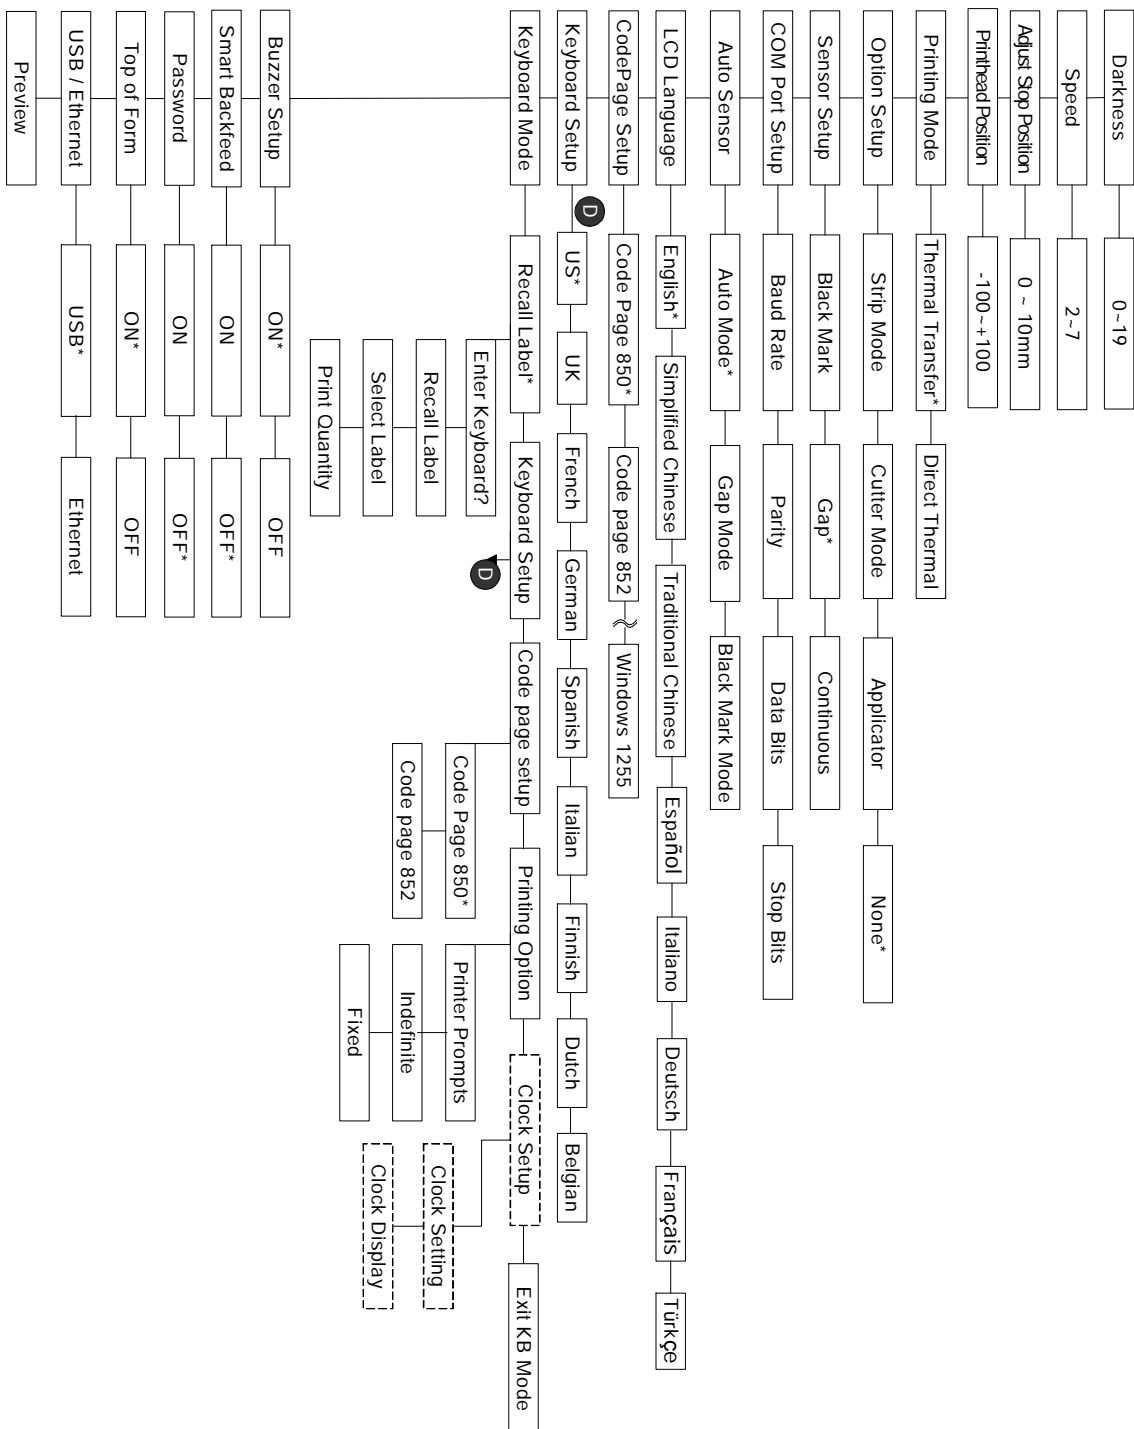 Darkness
0~19
Speed
2~7
Adjust Stop Position
0 ~ 10mm
Printhead Position
-100~+100
Printing Mode
Thermal Transfer*
Direct Thermal
Option Setup
Strip Mode
Cutter Mode
Applicator
None*
Sensor Setup
Black Mark
Gap*
Continuous
COM Port Setup
Baud Rate
Parity
Data Bits
Stop Bits
Auto Sensor
Auto Mode*
Gap Mode
Black Mark Mode
LCD Language
English*
Simplified Chinese
Traditional Chinese
Español
Italiano
Deutsch
Français
Türkçe
CodePage Setup
Code Page 850*
Code page 852
Windows 1255
Keyboard Setup
D
US*
UK
French
German
Spanish
Italian
Finnish
Dutch
Belgian
Keyboard Mode
Recall Label*
Keyboard Setup
Code page setup
Printing Option
Clock Setup
Exit KB Mode
Enter Keyboard?
Recall Label
Select Label
Print Quantity
D
Code Page 850*
Code page 852
Printer Prompts
Indefinite
Fixed
Clock Setting
Clock Display
Buzzer Setup
ON*
OFF
Smart Backfeed
ON
OFF*
Password
ON
OFF*
Top of Form
ON*
OFF
USB / Ethernet
USB*
Ethernet
Preview